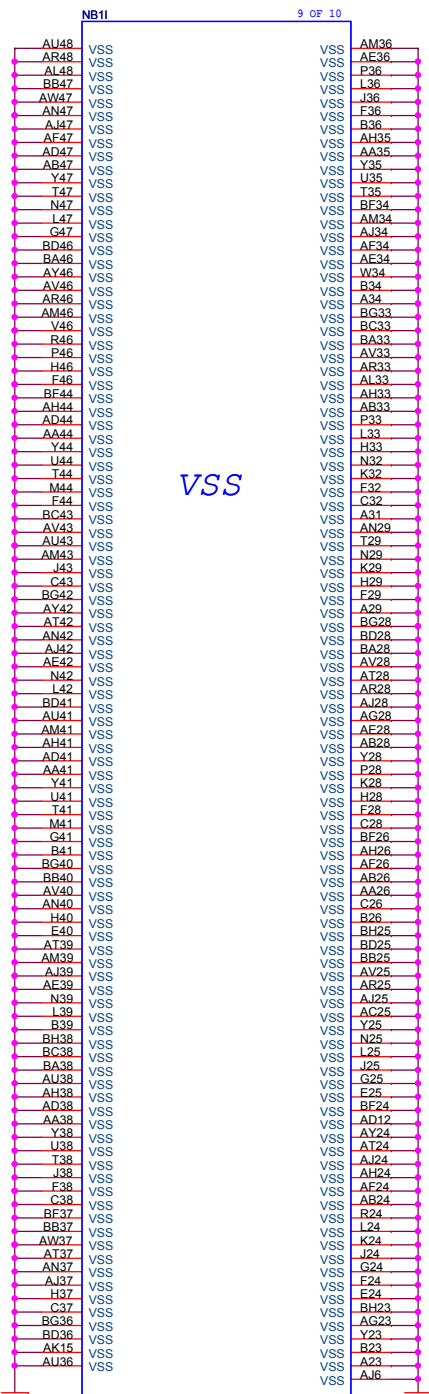 NB1I 9 OF 10
AU48 VSS VSS AM36
AR48 VSS VSS AE36
AL48 VSS VSS P36
BB47 VSS VSS L36
AW47 VSS VSS J36
AN47 VSS VSS F36
AJ47 VSS VSS B36
AF47 VSS VSS AH35
AD47 VSS VSS AA35
AB47 VSS VSS Y35
Y47 VSS VSS U35
T47 VSS VSS T35
N47 VSS VSS BF34
L47 VSS VSS AM34
G47 VSS VSS AJ34
BD46 VSS VSS AF34
BA46 VSS VSS AE34
AY46 VSS VSS W34
AV46 VSS VSS B34
AR46 VSS VSS A34
AM46 VSS VSS BG33
V46 VSS VSS BC33
R46 VSS VSS BA33
P46 VSS VSS AV33
H46 VSS VSS AR33
F46 VSS VSS AL33
BF44 VSS VSS AH33
AH44 VSS VSS AB33
AD44 VSS VSS P33
AA44 VSS VSS L33
Y44 VSS VSS H33
U44 VSS VSS N32
T44 VSS VSS K32
M44 VSS VSS F32
F44 VSS VSS C32
BC43 VSS VSS A31
AV43 VSS VSS AN29
AU43 VSS VSS T29
AM43 VSS VSS N29
J43 VSS VSS K29
C43 VSS VSS H29
BG42 VSS VSS F29
AY42 VSS VSS A29
AT42 VSS VSS BG28
AN42 VSS VSS BD28
AJ42 VSS VSS BA28
AE42 VSS VSS AV28
N42 VSS VSS AT28
L42 VSS VSS AR28
BD41 VSS VSS AJ28
AU41 VSS VSS AG28
AM41 VSS VSS AE28
AH41 VSS VSS AB28
AD41 VSS VSS Y28
AA41 VSS VSS P28
Y41 VSS VSS K28
U41 VSS VSS H28
T41 VSS VSS F28
M41 VSS VSS C28
G41 VSS VSS BF26
B41 VSS VSS AH26
BG40 VSS VSS AF26
BB40 VSS VSS AB26
AV40 VSS VSS AA26
AN40 VSS VSS C26
H40 VSS VSS B26
E40 VSS VSS BH25
AT39 VSS VSS BD25
AM39 VSS VSS BB25
AJ39 VSS VSS AV25
AE39 VSS VSS AR25
N39 VSS VSS AJ25
L39 VSS VSS AC25
B39 VSS VSS Y25
BH38 VSS VSS N25
BC38 VSS VSS L25
BA38 VSS VSS J25
AU38 VSS VSS G25
AH38 VSS VSS E25
AD38 VSS VSS BF24
AA38 VSS VSS AD12
Y38 VSS VSS AY24
U38 VSS VSS AT24
T38 VSS VSS AJ24
J38 VSS VSS AH24
F38 VSS VSS AF24
C38 VSS VSS AB24
BF37 VSS VSS R24
BB37 VSS VSS L24
AW37 VSS VSS K24
AT37 VSS VSS J24
AN37 VSS VSS G24
AJ37 VSS VSS F24
H37 VSS VSS E24
C37 VSS VSS BH23
BG36 VSS VSS AG23
BD36 VSS VSS Y23
AK15 VSS VSS B23
AU36 VSS VSS A23
VSS AJ6
VSS